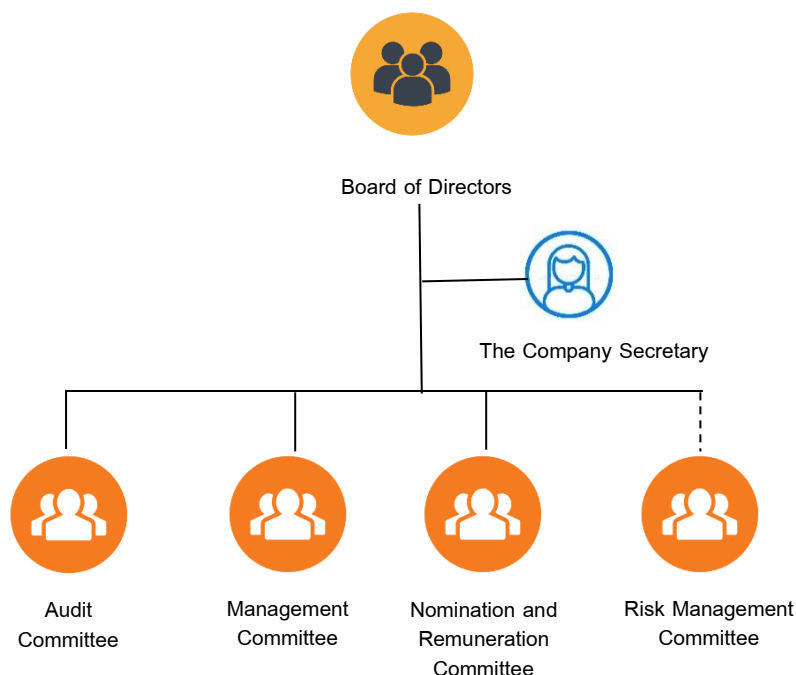 Board of Directors
The Company Secretary
Audit
Committee
Management
Committee
Nomination and
Remuneration
Committee
Risk Management
Committee